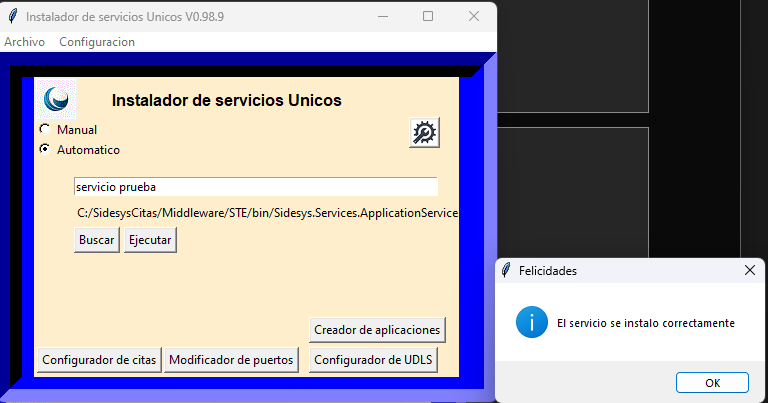 Instalador de servicios Unicos V0.98.9
Archivo Configuracion
Instalador de servicios Unicos
Manual
Automatico
servicio prueba
C:/SidesysCitas/Middleware/STE/bin/Sidesys.Services.ApplicationService
Buscar Ejecutar
Creador de aplicaciones
Configurador de citas Modificador de puertos Configurador de UDLS
Felicidades
El servicio se instalo correctamente
OK